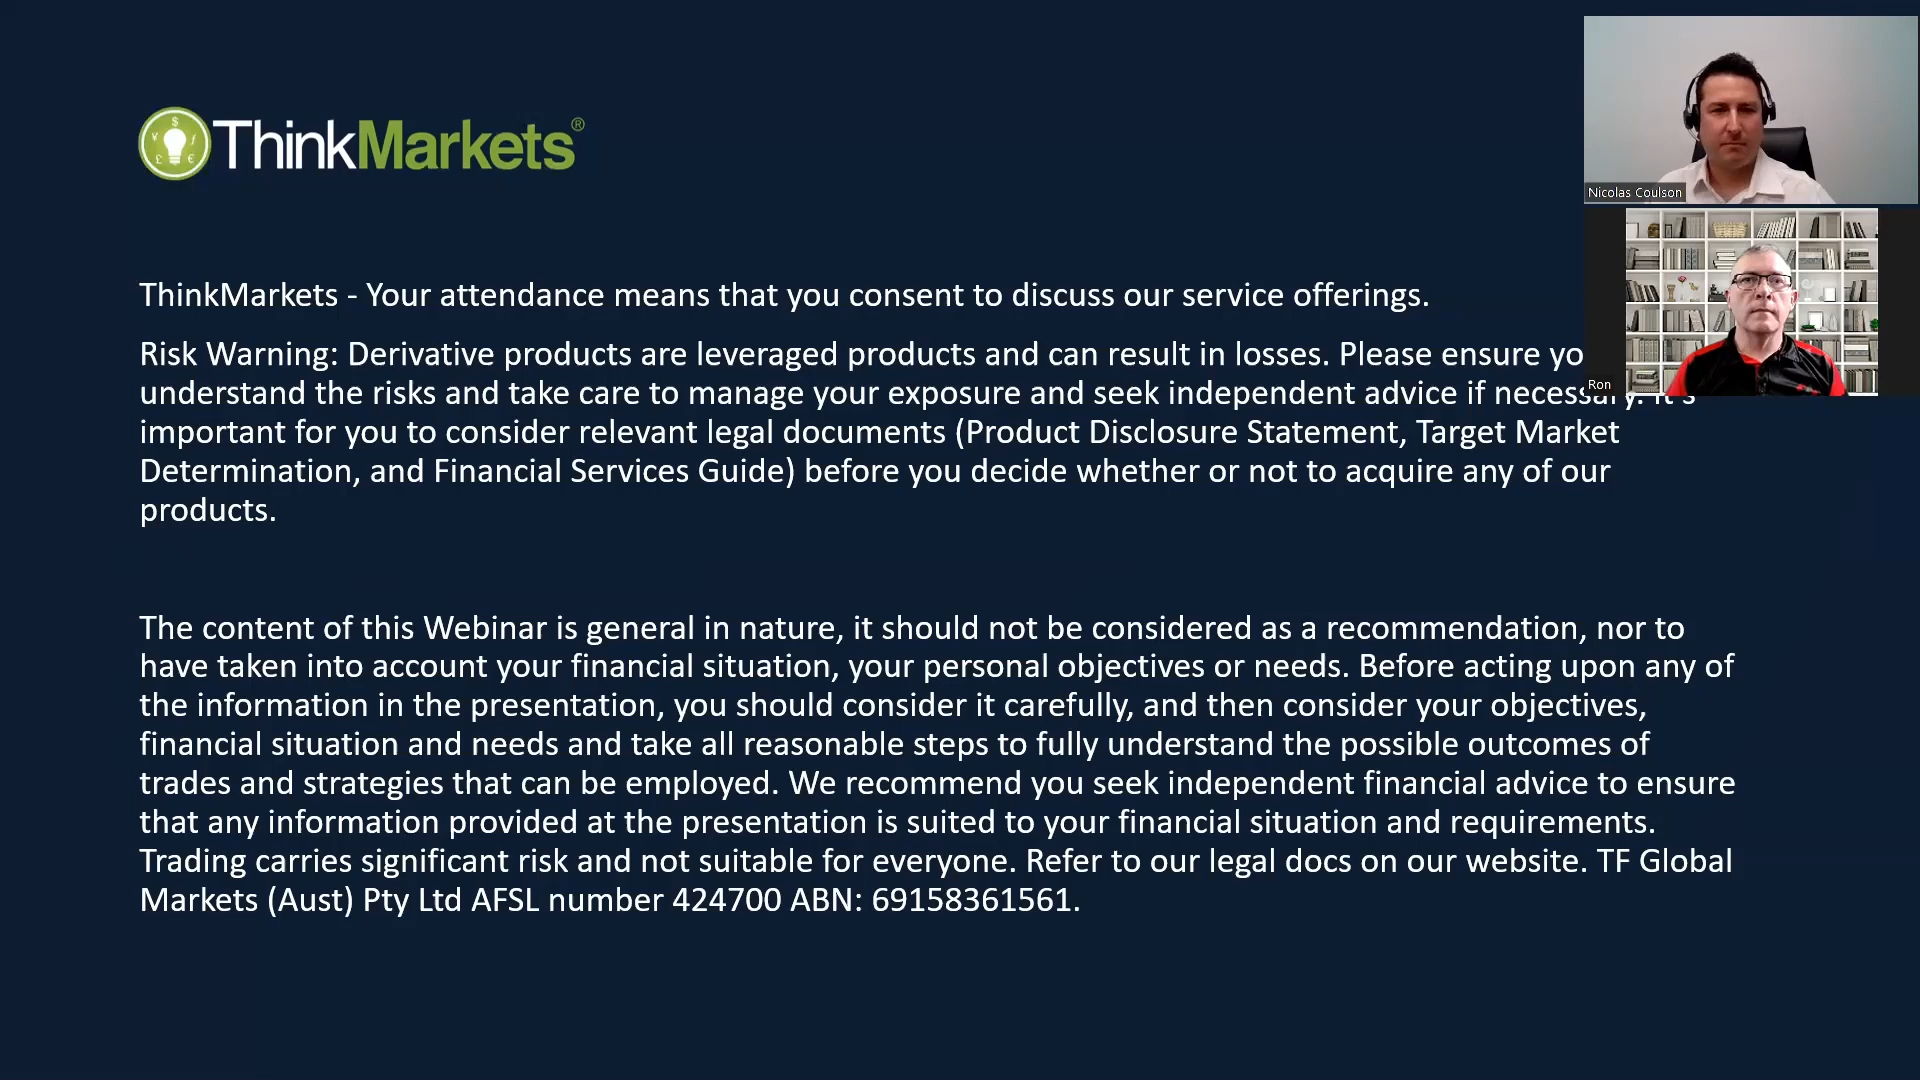 ThinkMarkets®
ThinkMarkets - Your attendance means that you consent to discuss our service offerings.
Risk Warning: Derivative products are leveraged products and can result in losses. Please ensure yo
understand the risks and take care to manage your exposure and seek independent advice if necessary. It's
important for you to consider relevant legal documents (Product Disclosure Statement, Target Market
Determination, and Financial Services Guide) before you decide whether or not to acquire any of our
products.
The content of this Webinar is general in nature, it should not be considered as a recommendation, nor to
have taken into account your financial situation, your personal objectives or needs. Before acting upon any of
the information in the presentation, you should consider it carefully, and then consider your objectives,
financial situation and needs and take all reasonable steps to fully understand the possible outcomes of
trades and strategies that can be employed. We recommend you seek independent financial advice to ensure
that any information provided at the presentation is suited to your financial situation and requirements.
Trading carries significant risk and not suitable for everyone. Refer to our legal docs on our website. TF Global
Markets (Aust) Pty Ltd AFSL number 424700 ABN: 69158361561.
Nicolas Coulson
Ron